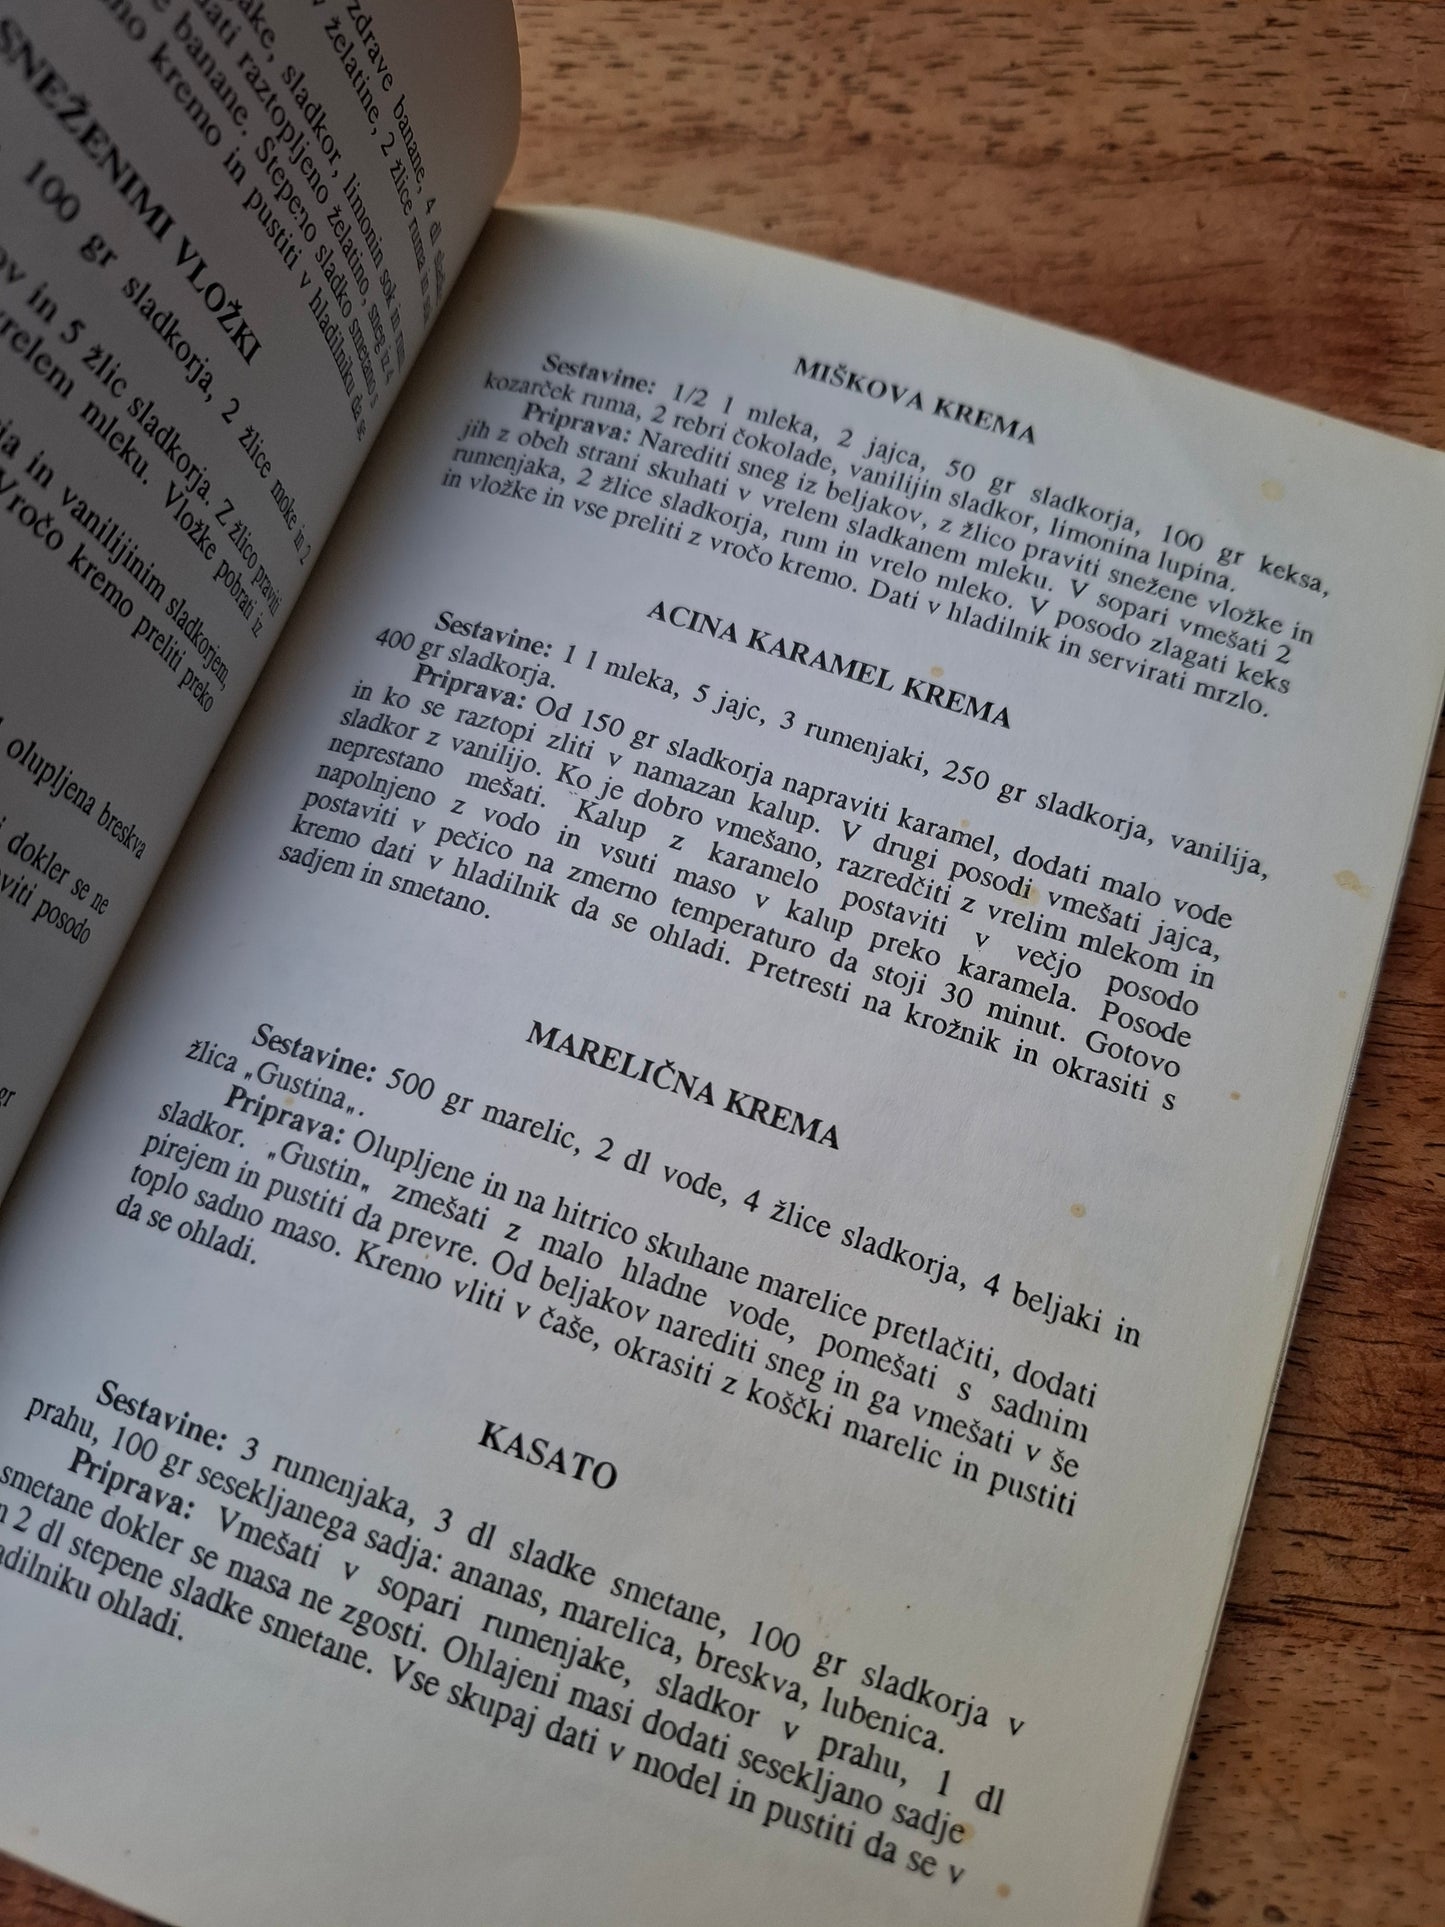 zdrave banane, 4 dl
v želatine, 2 žlice ruma in
jake, sladkor, limonin sok in rum
dati raztopljeno želatino, sneg iz 4
banane. Stepeno sladko smetano s
kremo in pustiti v hladilniku da se
SNEŽENIMI VLOŽKI
100 gr sladkorja, 2 žlice moke in 2
in 5 žlic sladkorja. Z žlico praviti
vrelem mleku. Vložke pobrati iz
in vanilijinim sladkorjem,
Vročo kremo preliti preko
olupljena breskva
dokler se ne
posodo
gr
MIŠKOVA KREMA
Sestavine: 1/2 l mleka, 2 jajca, 50 gr sladkorja, 100 gr keksa,
kozarček ruma, 2 rebri čokolade, vanilijin sladkor, limonina lupina.
Priprava: Narediti sneg iz beljakov, z žlico praviti snežene vložke in
jih z obeh strani skuhati v vrelem sladkanem mleku. V sopari vmešati 2
rumenjaka, 2 žlice sladkorja, rum in vrelo mleko. V posodo zlagati keks
in vložke in vse preliti z vročo kremo. Dati v hladilnik in servirati mrzlo.
ACINA KARAMEL KREMA
Sestavine: 1 l mleka, 5 jajc, 3 rumenjaki, 250 gr sladkorja, vanilija,
400 gr sladkorja.
Priprava: Od 150 gr sladkorja napraviti karamel, dodati malo vode
in ko se raztopi zliti v namazan kalup. V drugi posodi vmešati jajca,
sladkor z vanilijo. Ko je dobro vmešano, razredčiti z vrelim mlekom in
neprestano mešati. Kalup z karamelo postaviti v večjo posodo
napolnjeno z vodo in vsuti maso v kalup preko karamela. Posode
postaviti v pečico na zmerno temperaturo da stoji 30 minut. Gotovo
kremo dati v hladilnik da se ohladi. Pretresti na krožnik in okrasiti s
sadjem in smetano.
MARELIČNA KREMA
Sestavine: 500 gr marelic, 2 dl vode, 4 žlice sladkorja, 4 beljaki in
žlica „Gustina„.
Priprava: Olupljene in na hitrico skuhane marelice pretlačiti, dodati
sladkor. „Gustin„ zmešati z malo hladne vode, pomešati s sadnim
pirejem in pustiti da prevre. Od beljakov narediti sneg in ga vmešati v še
toplo sadno maso. Kremo vliti v čaše, okrasiti z koščki marelic in pustiti
da se ohladi.
KASATO
Sestavine: 3 rumenjaka, 3 dl sladke smetane, 100 gr sladkorja v
prahu, 100 gr sesekljanega sadja: ananas, marelica, breskva, lubenica.
Priprava: Vmešati v sopari rumenjake, sladkor v prahu, 1 dl
smetane dokler se masa ne zgosti. Ohlajeni masi dodati sesekljano sadje
2 dl stepene sladke smetane. Vse skupaj dati v model in pustiti da se v
adilniku ohladi.